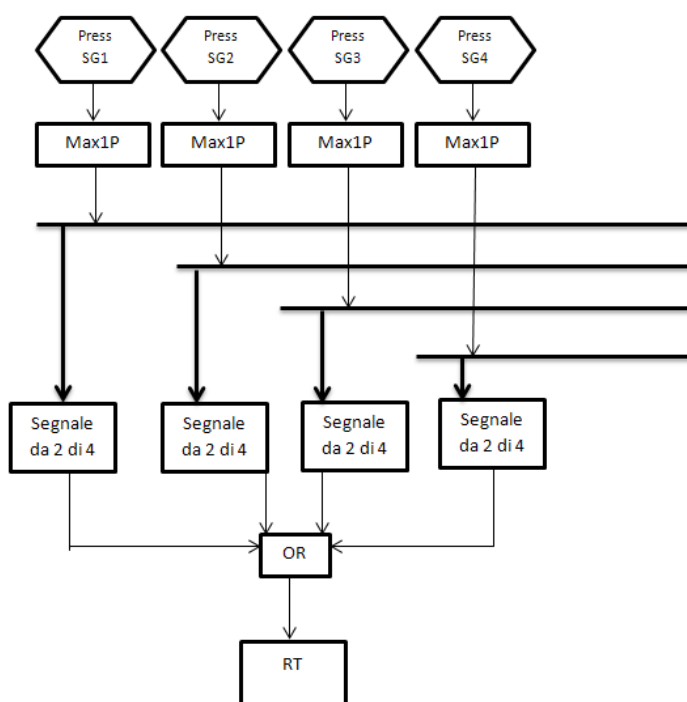 Press
SG1
Press
SG2
Press
SG3
Press
SG4
Max1P
Max1P
Max1P
Max1P
Segnale
da 2 di 4
Segnale
da 2 di 4
Segnale
da 2 di 4
Segnale
da 2 di 4
OR
RT